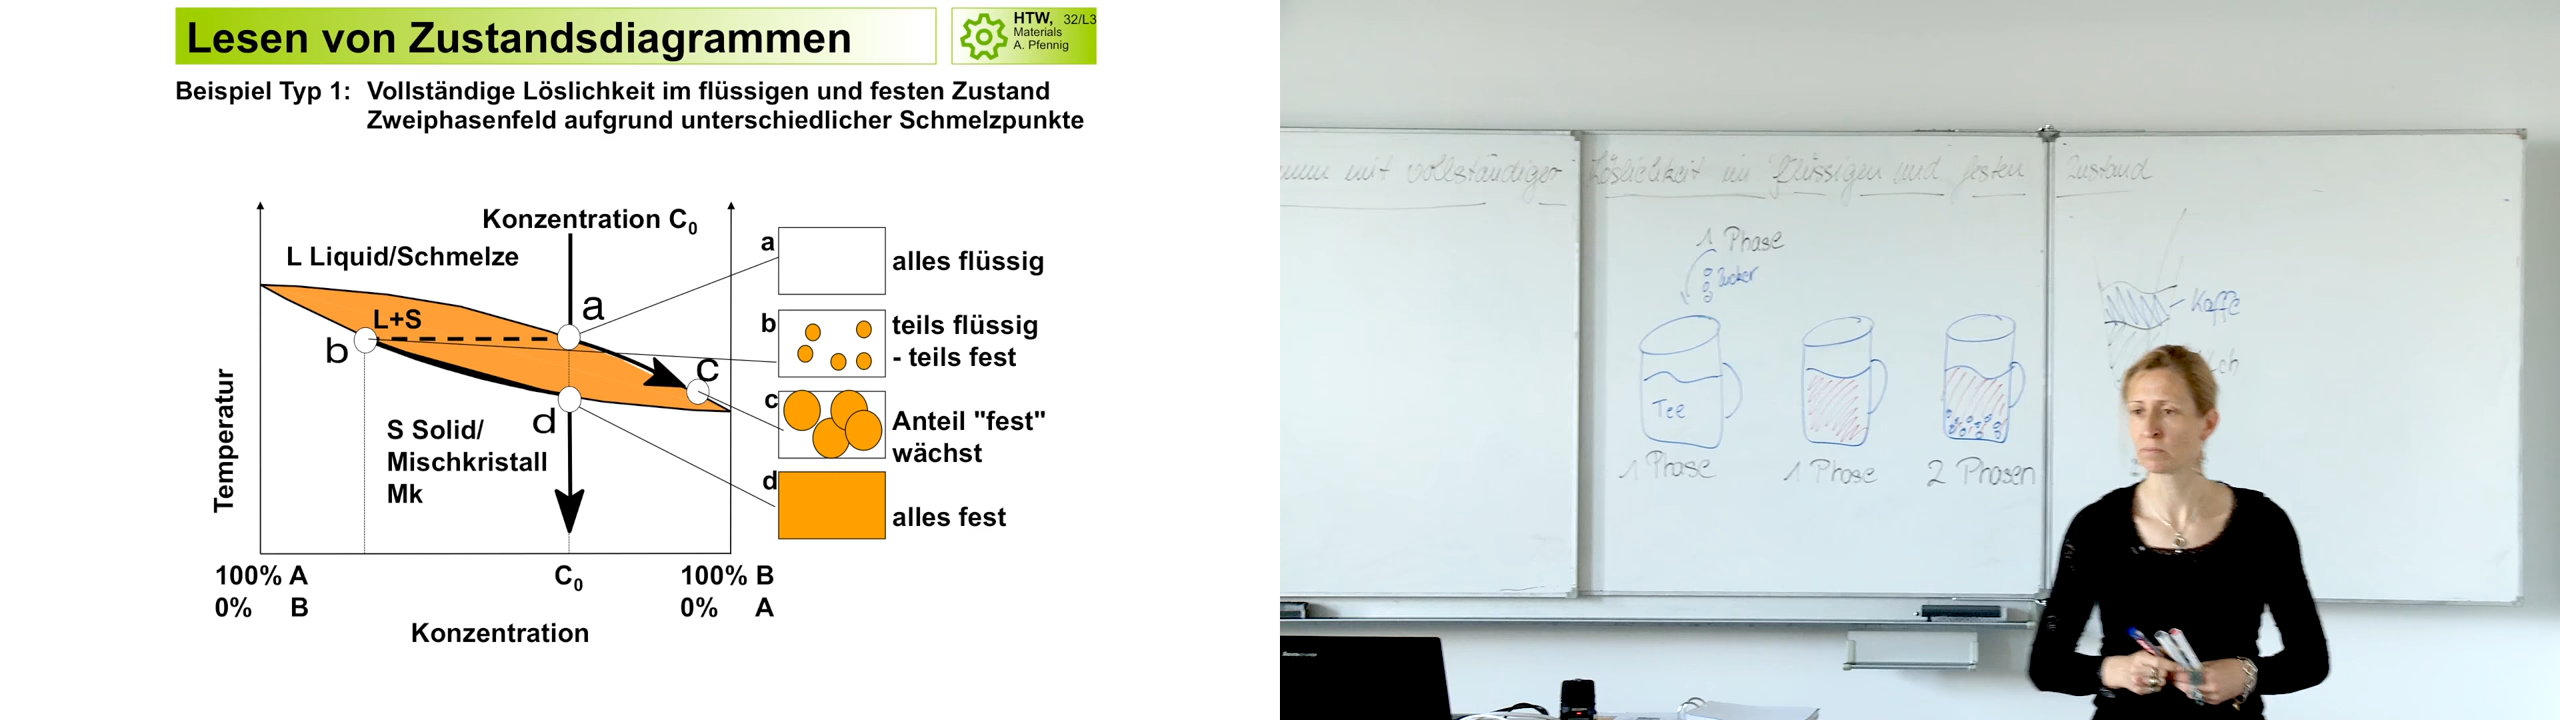 Lesen von Zustandsdiagrammen
HTW, 32/L3
Materials
A. Pfennig
Beispiel Typ 1: Vollständige Löslichkeit im flüssigen und festen Zustand
Zweiphasenfeld aufgrund unterschiedlicher Schmelzpunkte
Konzentration C0
L Liquid/Schmelze
L+S
a
b
c
d
S Solid/
Mischkristall
Mk
Temperatur
a
alles flüssig
b
teils flüssig
- teils fest
c
Anteil "fest"
wächst
d
alles fest
100% A
0% B
C0
100% B
0% A
Konzentration
mit vollständiger Löslichkeit im flüssigen und festen Zustand
1 Phase
Zucker
Tee
Kaffe
1 Phase
1 Phase
2 Phasen